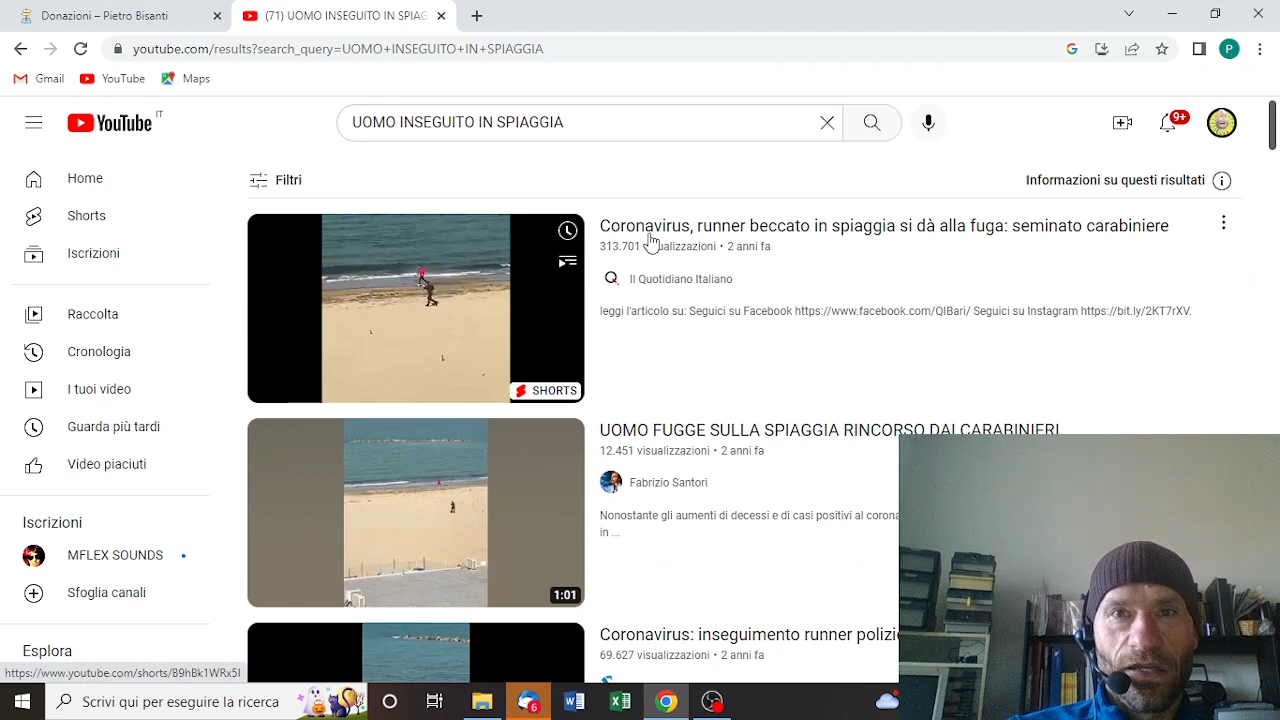 Donazioni – Pietro Bisanti
(71) UOMO INSEGUITO IN SPIAG
youtube.com/results?search_query=UOMO+INSEGUITO+IN+SPIAGGIA
P
Gmail
YouTube
Maps
YouTube
IT
UOMO INSEGUITO IN SPIAGGIA
9+
Home
Filtri
Informazioni su questi risultati
Shorts
Iscrizioni
Raccolta
Cronologia
I tuoi video
Guarda più tardi
Video piaciuti
Iscrizioni
MFLEX SOUNDS
Sfoglia canali
Esplora
Coronavirus, runner beccato in spiaggia si dà alla fuga: seminato carabiniere
313.701 ualizzazioni • 2 anni fa
Il Quotidiano Italiano
leggi l'articolo su: Seguici su Facebook https://www.facebook.com/QIBari/ Seguici su Instagram https://bit.ly/2KT7rXV.
SHORTS
UOMO FUGGE SULLA SPIAGGIA RINCORSO DAI CARABINIERI
12.451 visualizzazioni • 2 anni fa
Fabrizio Santori
Nonostante gli aumenti di decessi e di casi positivi al corona
in ...
1:01
Coronavirus: inseguimento runner polizi
69.627 visualizzazioni • 2 anni fa
https://www.youtube.com/shorts/B9hBk1WRx5I
Scrivi qui per eseguire la ricerca
6